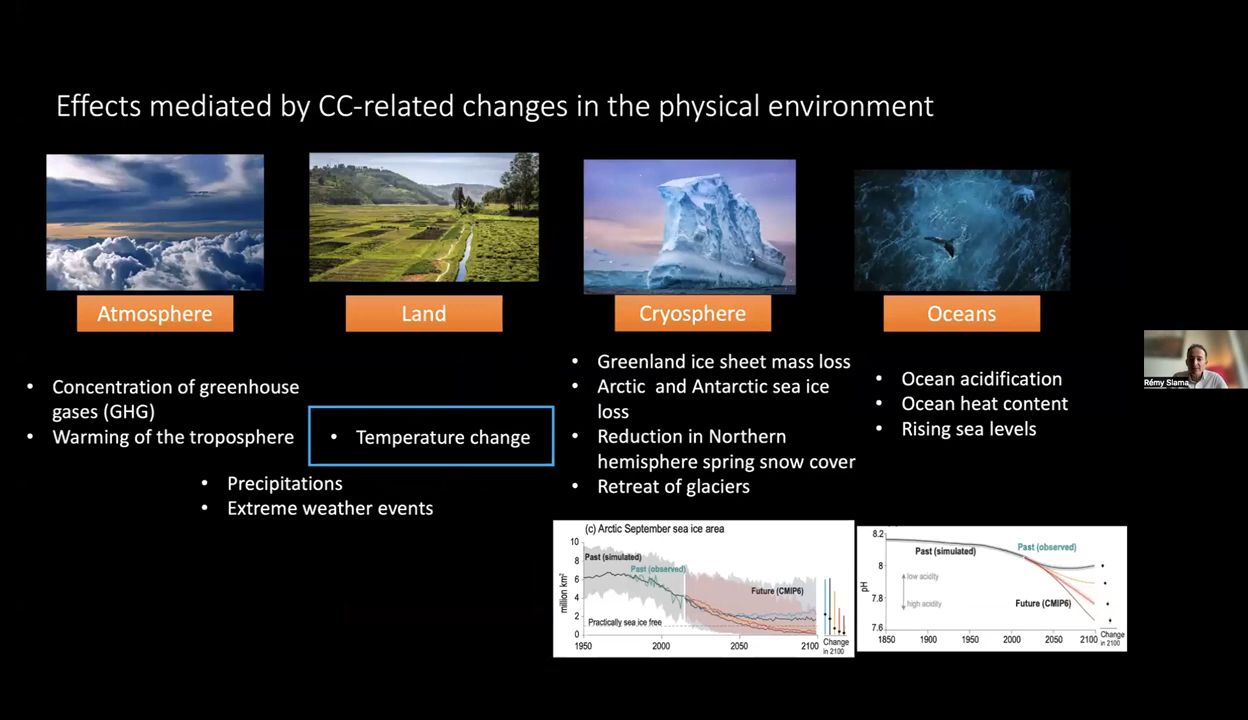 Effects mediated by CC-related changes in the physical environment
Atmosphere
Land
Cryosphere
Oceans
• Concentration of greenhouse
gases (GHG)
• Warming of the troposphere
• Temperature change
• Precipitations
• Extreme weather events
• Greenland ice sheet mass loss
• Arctic and Antarctic sea ice
loss
• Reduction in Northern
hemisphere spring snow cover
• Retreat of glaciers
• Ocean acidification
• Ocean heat content
• Rising sea levels
Rémy Slama
(c) Arctic September sea ice area
10
8
6
4
2
0
million km²
Past (simulated)
Past (observed)
Future (CMIP6)
Practically sea ice free
1950
2000
2050
2100
Change
in 2100
8.2
8
7.8
7.6
pH
Past (simulated)
Past (observed)
low acidity
high acidity
Future (CMIP6)
1850
1900
1950
2000
2050
2100
Change
in 2100